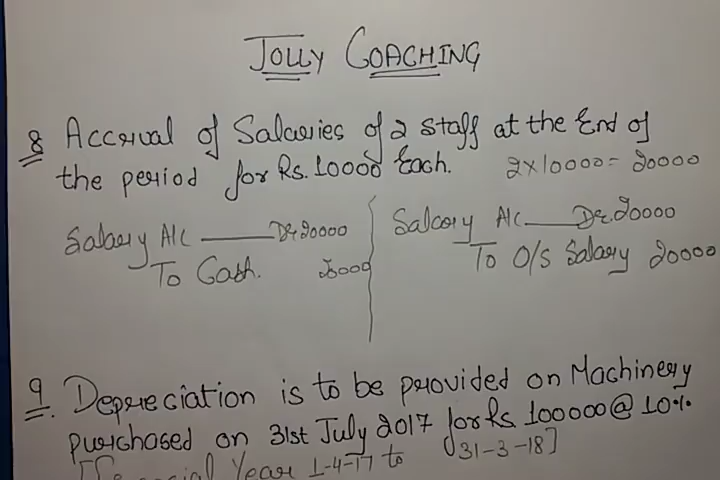 JOLLY COACHING
8 Accrual of Salaries of 2 staff at the End of
the period for Rs. 10000 Each. 2×10000= 20000
Salary A/c Dr. 20000
To Cash. 20000
Salary A/c Dr. 20000
To O/S Salary 20000
9. Depreciation is to be provided on Machinery
purchased on 31st July 2017 for Rs 100000@10%
[Financial Year 1-4-17 to 31-3-18]